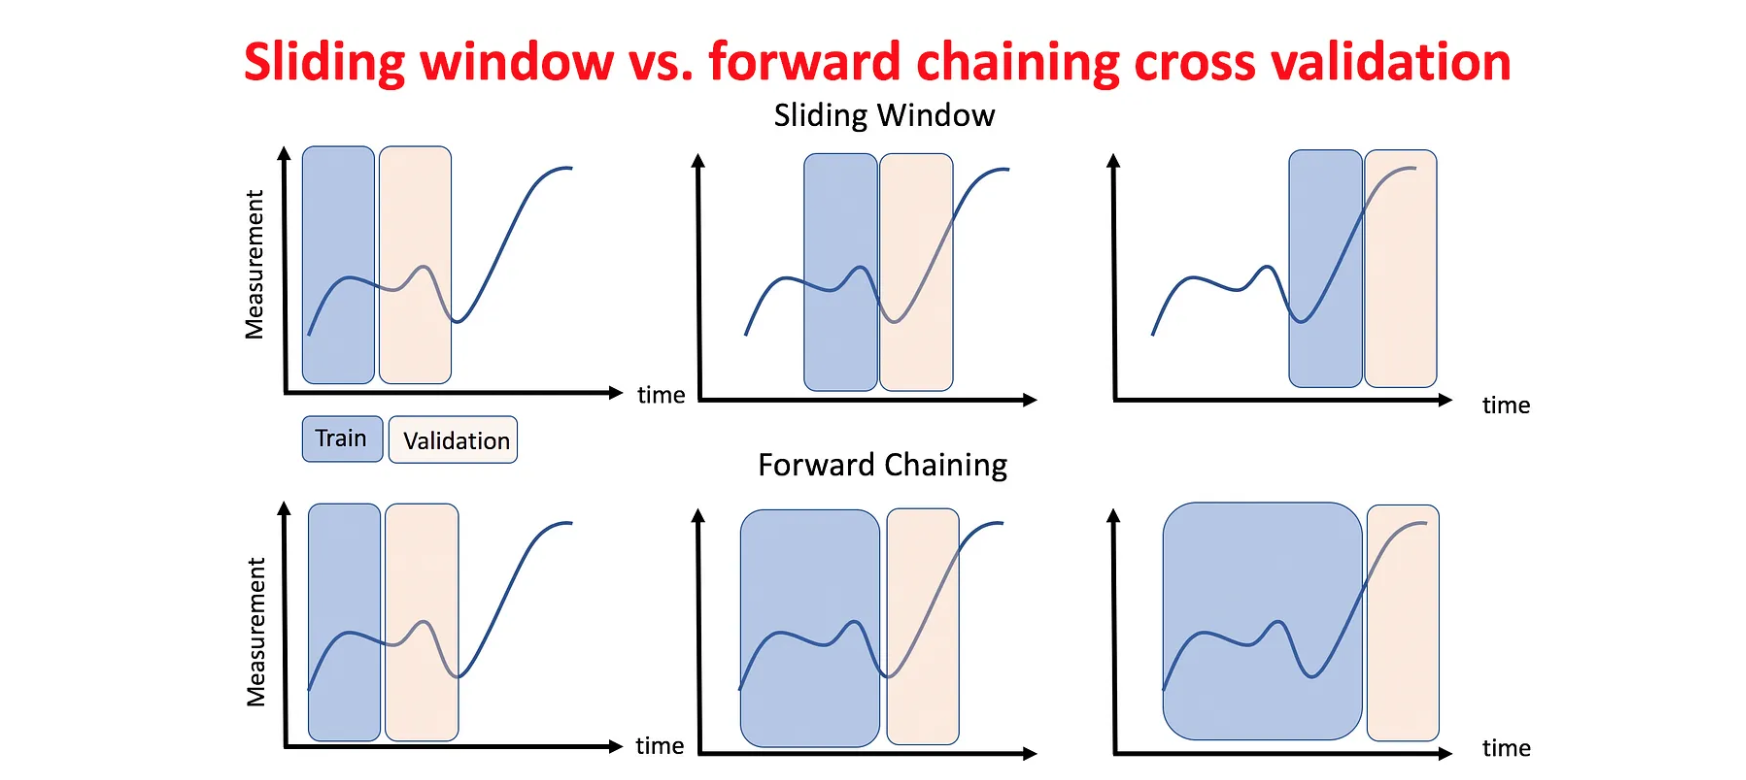 Sliding window vs. forward chaining cross validation
Sliding Window
Measurement
time
time
Train
Validation
Forward Chaining
Measurement
time
time